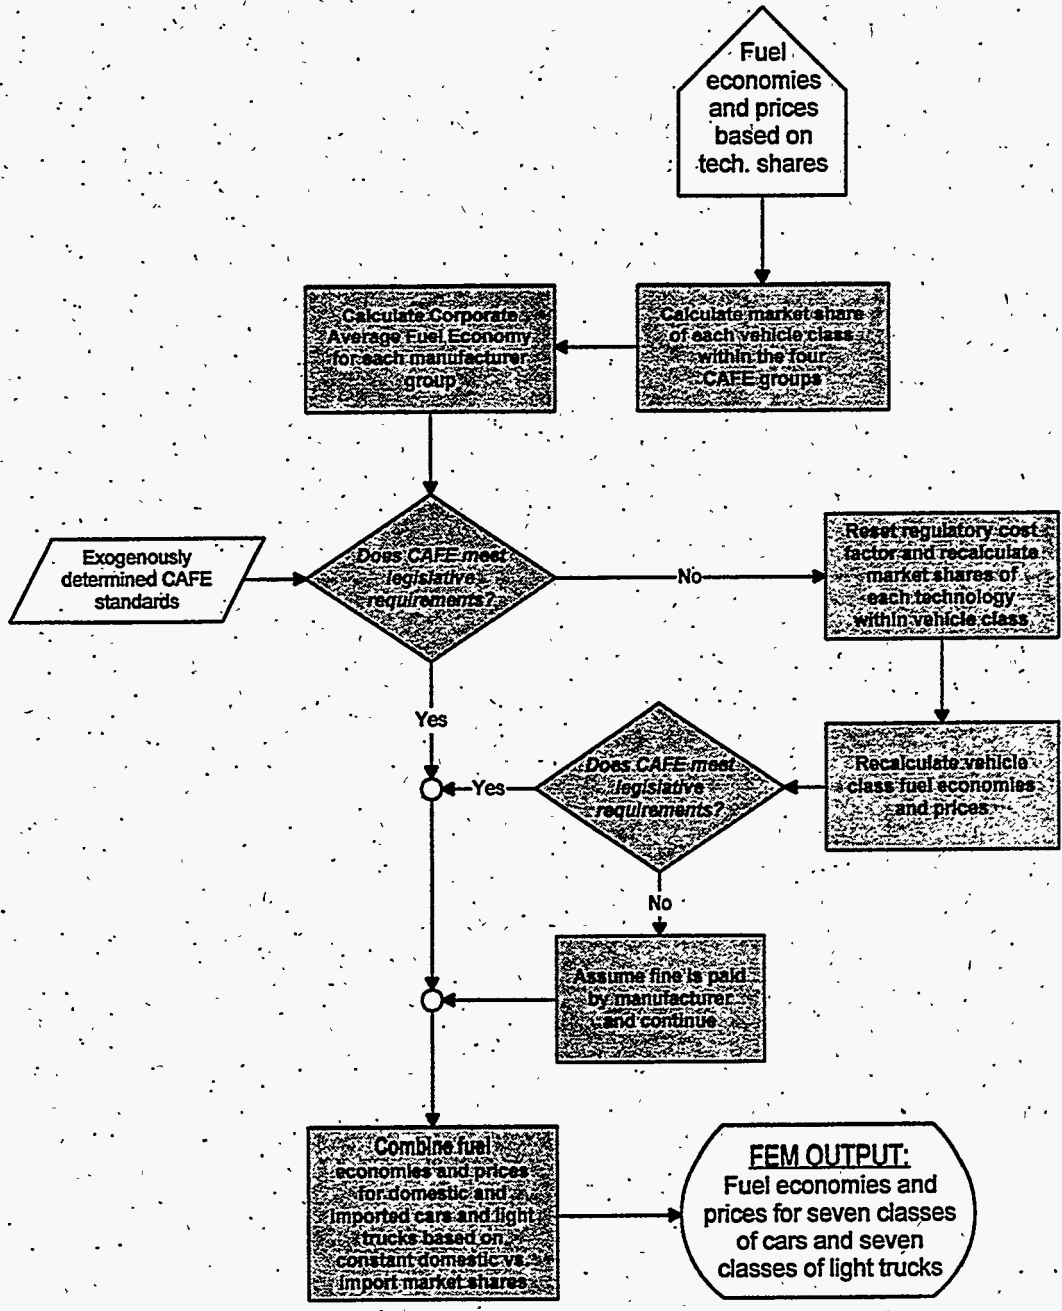 Fuel
economies
and prices
based on
tech. shares
Calculate Corporate
Average Fuel Economy
for each manufacturer
group
Calculate market share
of each vehicle class
within the four
CAFE groups
Exogenously
determined CAFE
standards
Does CAFE meet
legislative
requirements?
No
Reset regulatory cost
factor and recalculate
market shares of
each technology
within vehicle class
Yes
Does CAFE meet
legislative
requirements?
Yes
Recalculate vehicle
class fuel economies
and prices
No
Assume fine is paid
by manufacturer
and continue
Combine fuel
economies and prices
for domestic and
imported cars and light
trucks based on
constant domestic vs.
import market shares
FEM OUTPUT:
Fuel economies and
prices for seven classes
of cars and seven
classes of light trucks